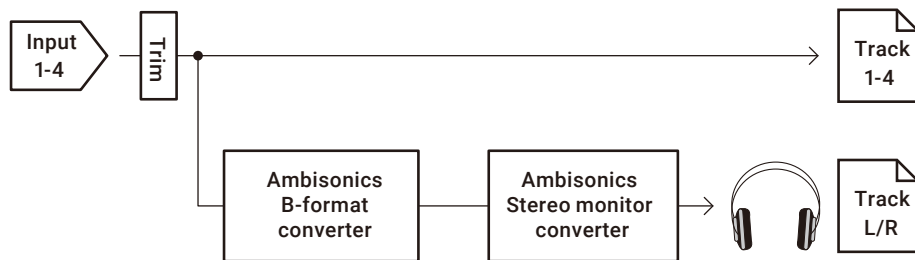 Input
1-4
Trim
Track
1-4
Ambisonics
B-format
converter
Ambisonics
Stereo monitor
converter
Track
L/R